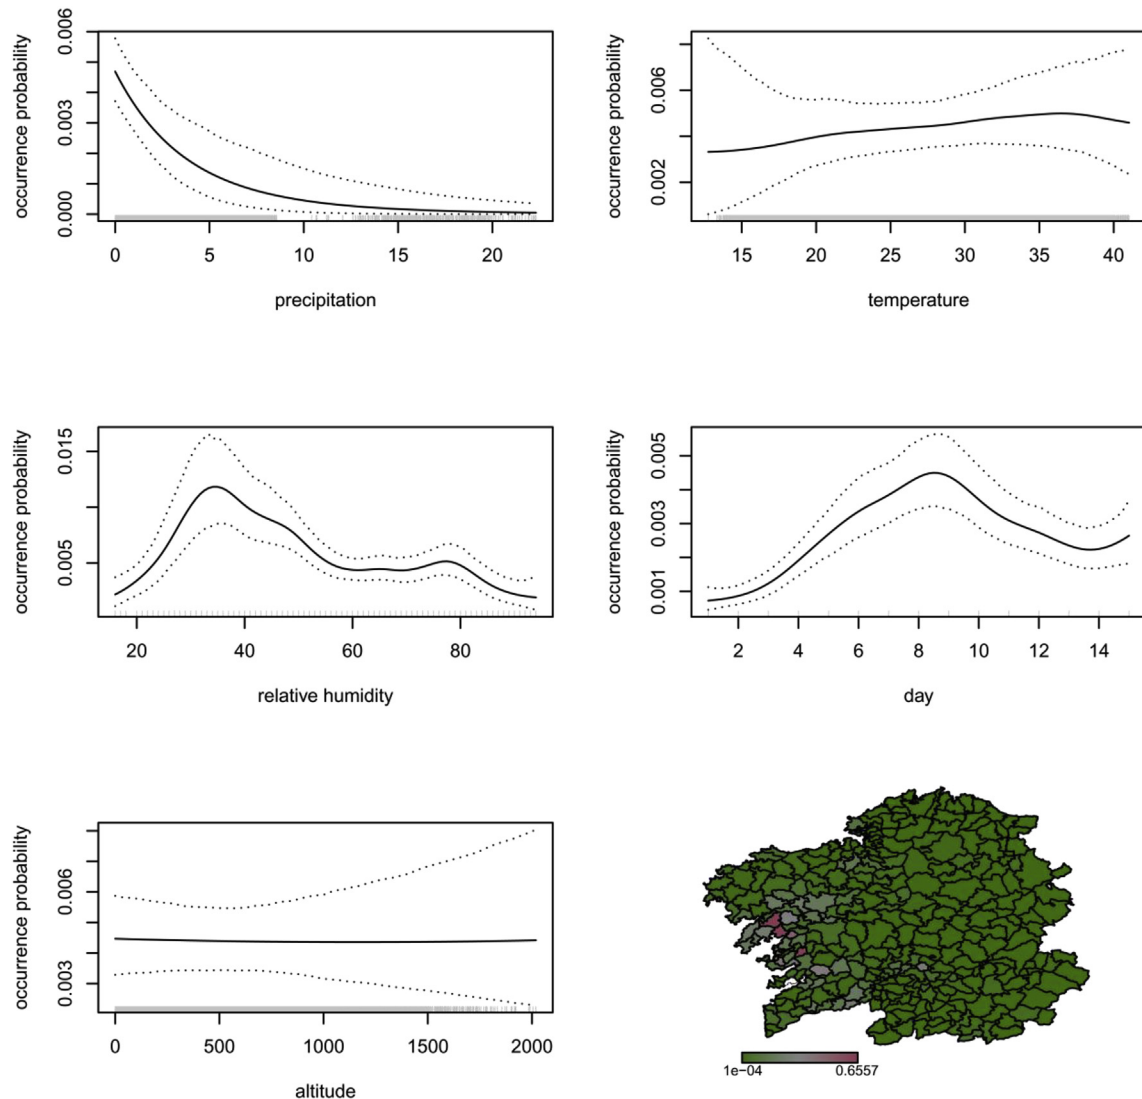 occurrence probability
0.000 0.003 0.006
0 5 10 15 20
precipitation
occurrence probability
0.002 0.006
15 20 25 30 35 40
temperature
occurrence probability
0.005 0.015
20 40 60 80
relative humidity
occurrence probability
0.001 0.003 0.005
2 4 6 8 10 12 14
day
occurrence probability
0.003 0.006
0 500 1000 1500 2000
altitude
1e−04 0.6557